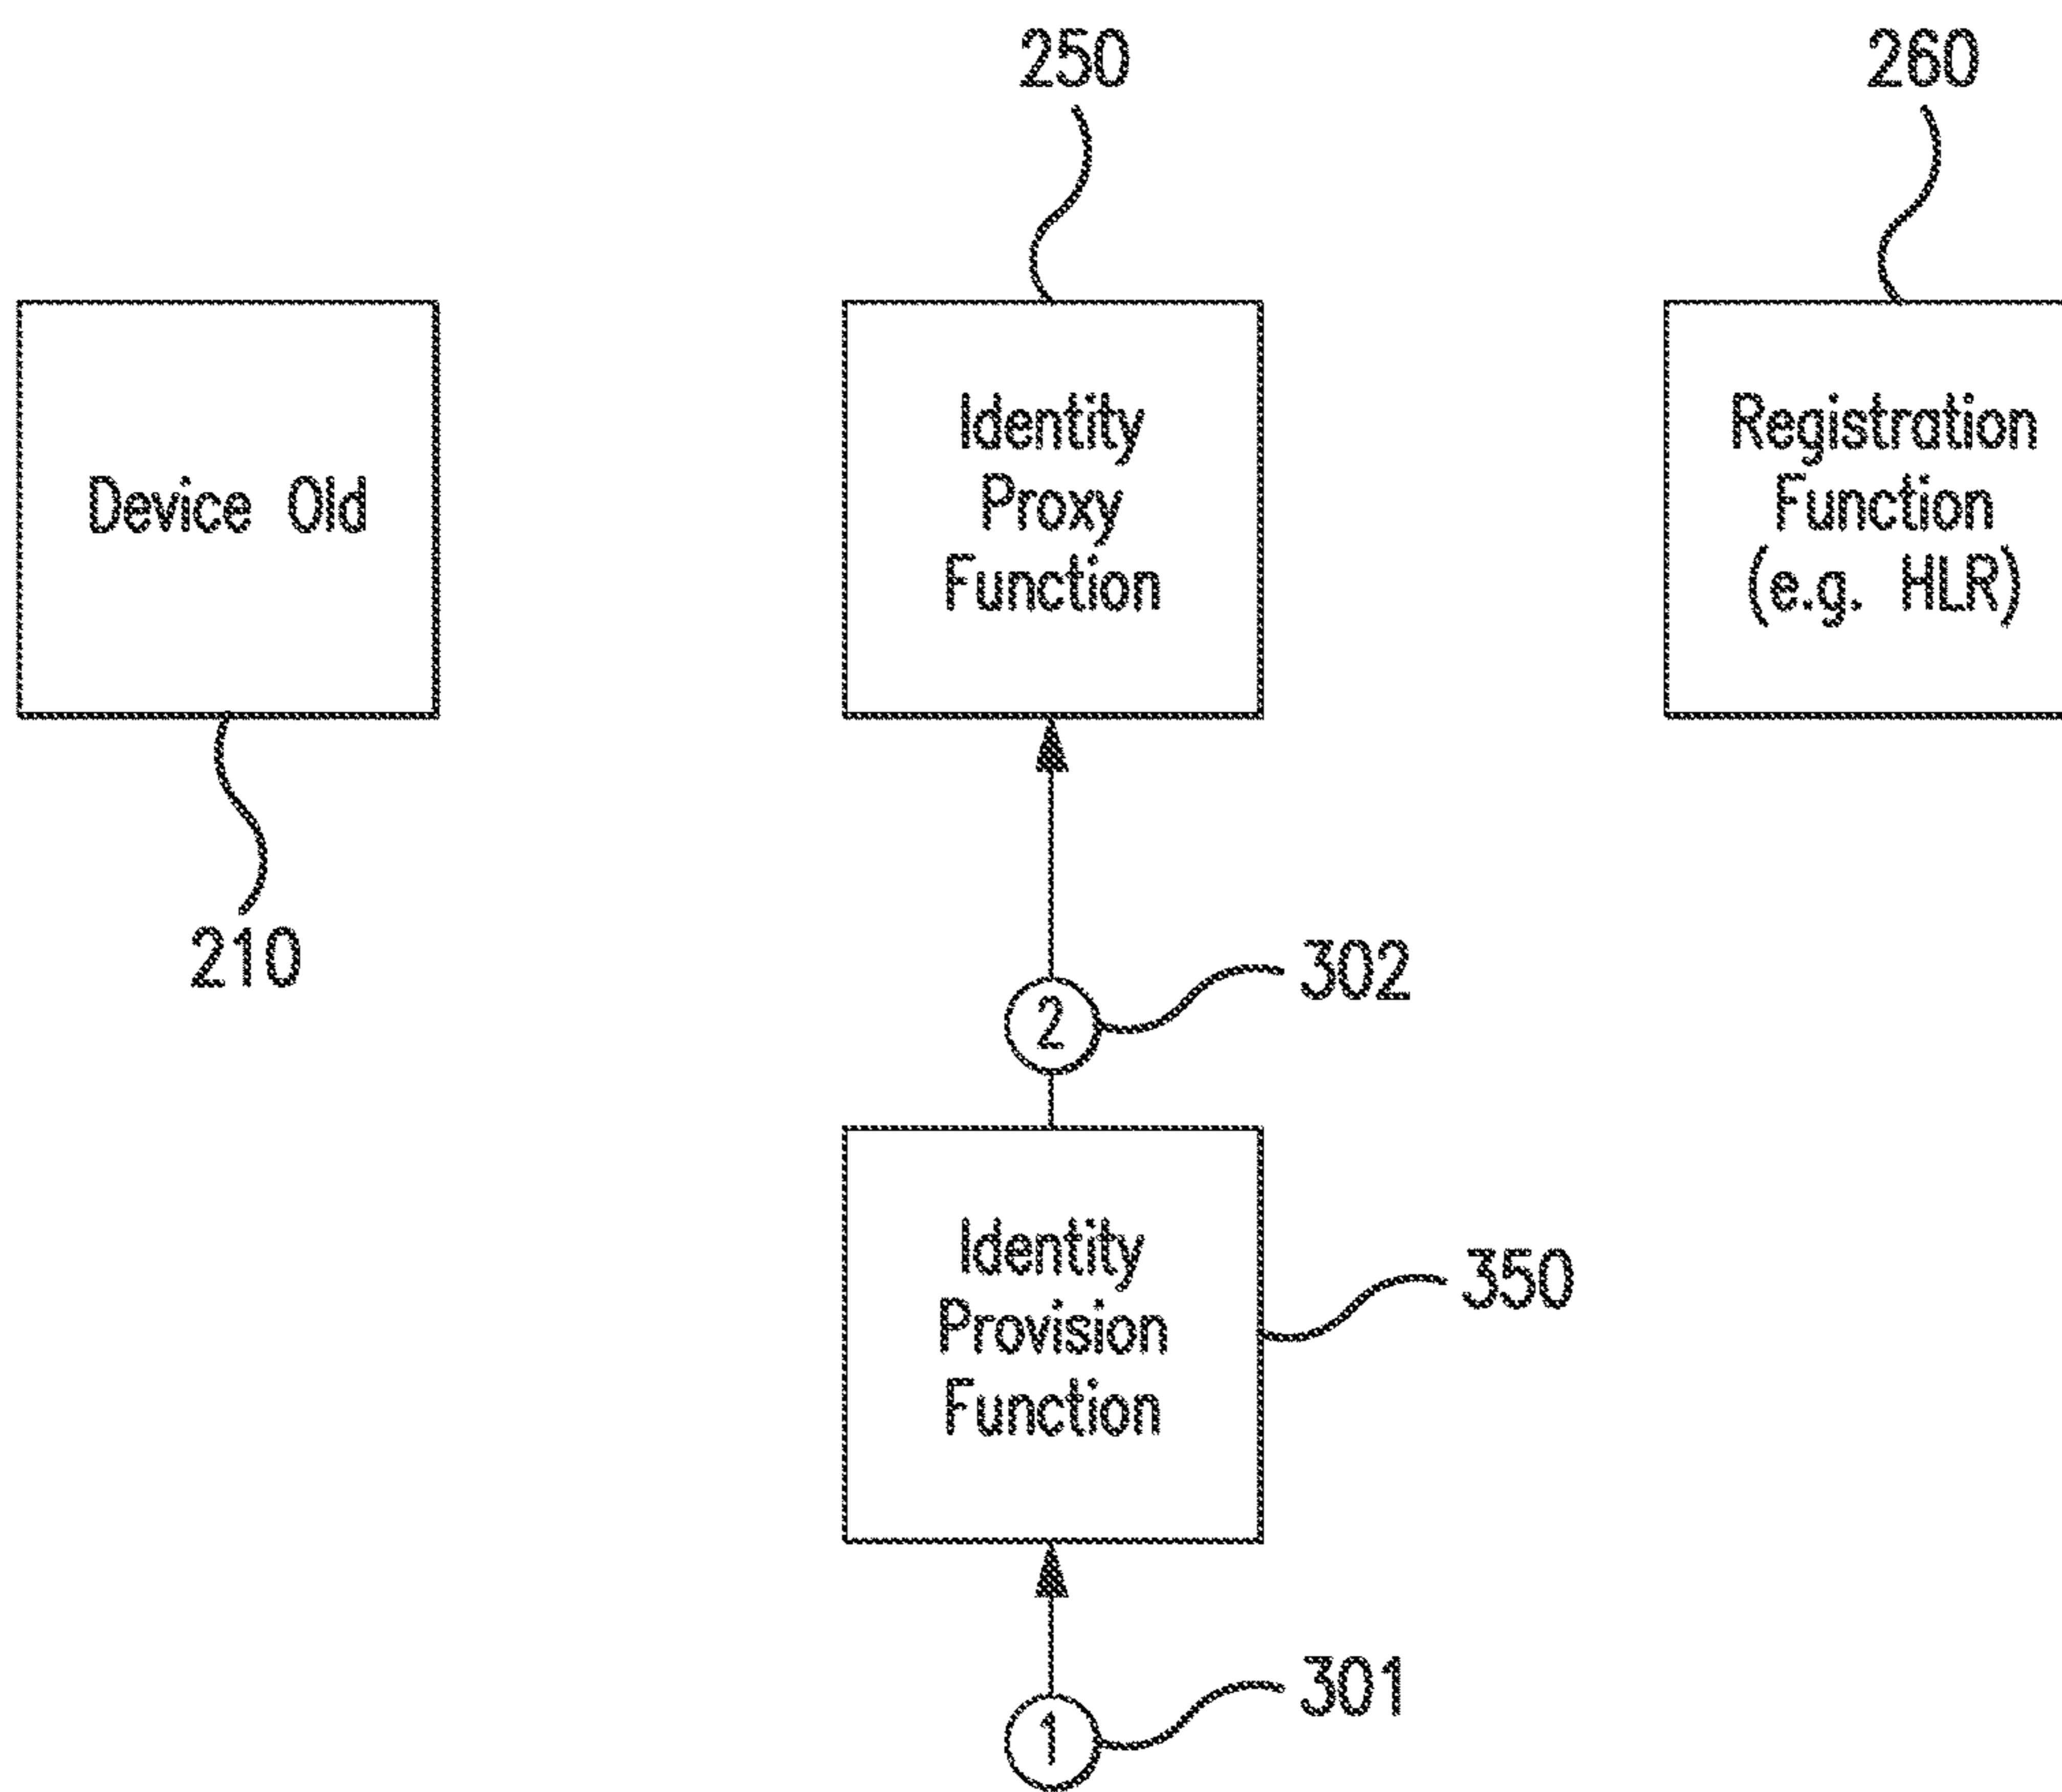 250
260
Device Old
Identity
Proxy
Function
Registration
Function
(e.g. HLR)
210
302
2
Identity
Provision
Function
350
301
1